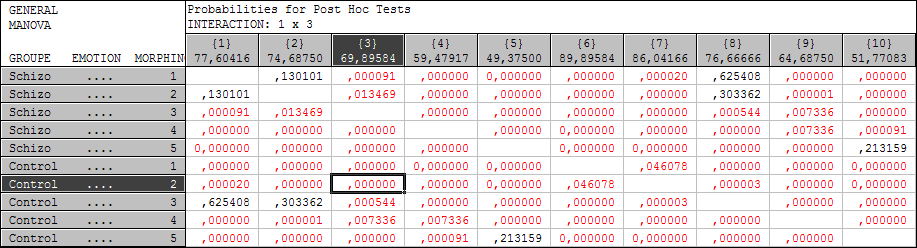 GENERAL Probabilities for Post Hoc Tests
MANOVA INTERACTION: 1 x 3
{1} {2} {3} {4} {5} {6} {7} {8} {9} {10}
GROUPE EMOTION MORPHING 77,60416 74,68750 69,89584 59,47917 49,37500 89,89584 86,04166 76,66666 64,68750 51,77083
Schizo .... 1 ,130101 ,000091 ,000000 0,000000 ,000000 ,000020 ,625408 ,000000 ,000000
Schizo .... 2 ,130101 ,013469 ,000000 ,000000 ,000000 ,000000 ,303362 ,000001 ,000000
Schizo .... 3 ,000091 ,013469 ,000000 ,000000 ,000000 ,000000 ,000544 ,007336 ,000000
Schizo .... 4 ,000000 ,000000 ,000000 ,000000 0,000000 ,000000 ,000000 ,007336 ,000091
Schizo .... 5 0,000000 ,000000 ,000000 ,000000 0,000000 0,000000 ,000000 ,000000 ,213159
Control .... 1 ,000000 ,000000 ,000000 0,000000 0,000000 ,046078 ,000000 ,000000 0,000000
Control .... 2 ,000020 ,000000 ,000000 ,000000 0,000000 ,046078 ,000003 ,000000 0,000000
Control .... 3 ,625408 ,303362 ,000544 ,000000 ,000000 ,000000 ,000003 ,000000 ,000000
Control .... 4 ,000000 ,000001 ,007336 ,007336 ,000000 ,000000 ,000000 ,000000 ,000000
Control .... 5 ,000000 ,000000 ,000000 ,000091 ,213159 0,000000 0,000000 ,000000 ,000000